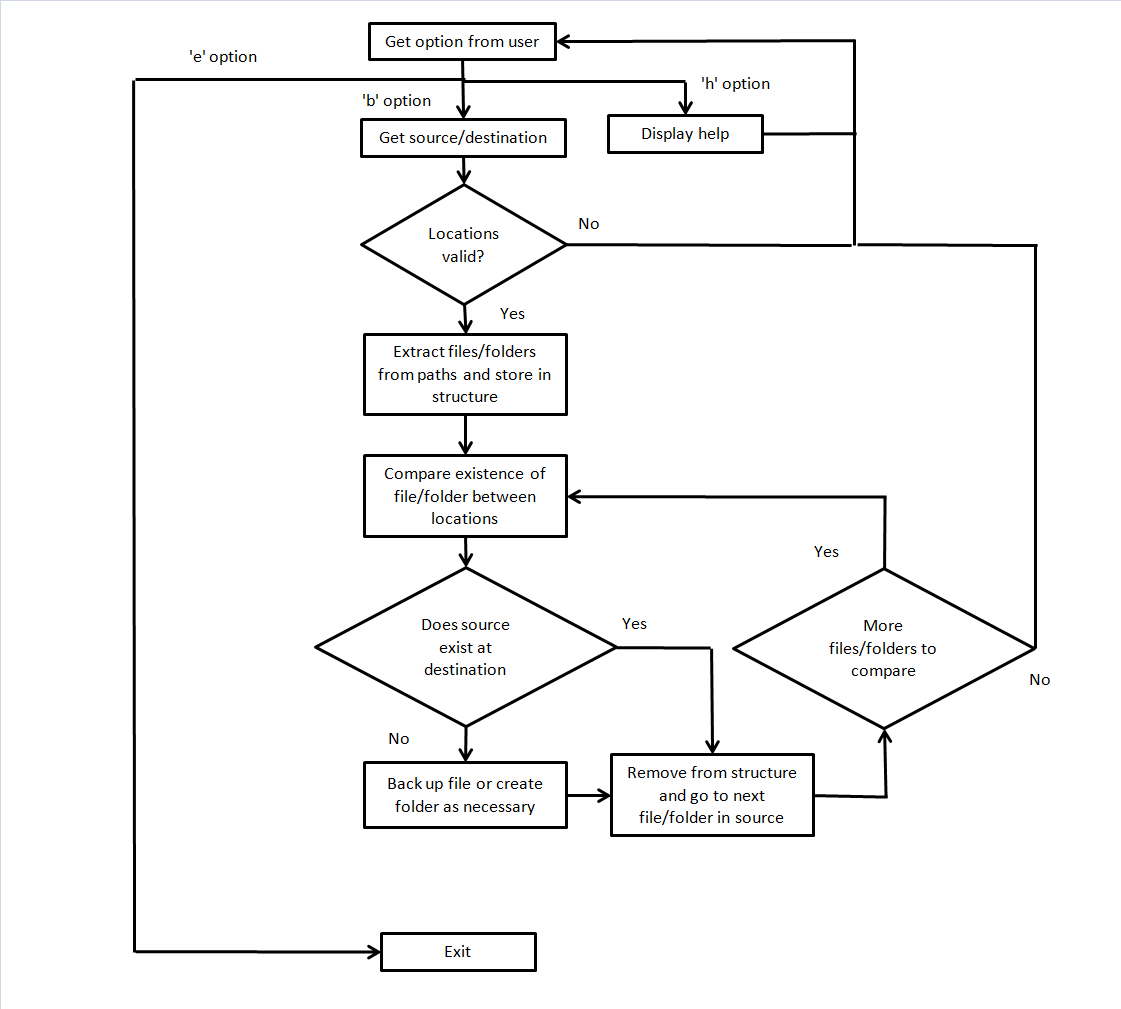 Get option from user
'e' option
'h' option
'b' option
Display help
Get source/destination
No
Locations
valid?
Yes
Extract files/folders
from paths and store in
structure
Compare existence of
file/folder between
locations
Yes
Does source
exist at
destination
Yes
More
files/folders to
compare
No
No
Back up file or create
folder as necessary
Remove from structure
and go to next
file/folder in source
Exit